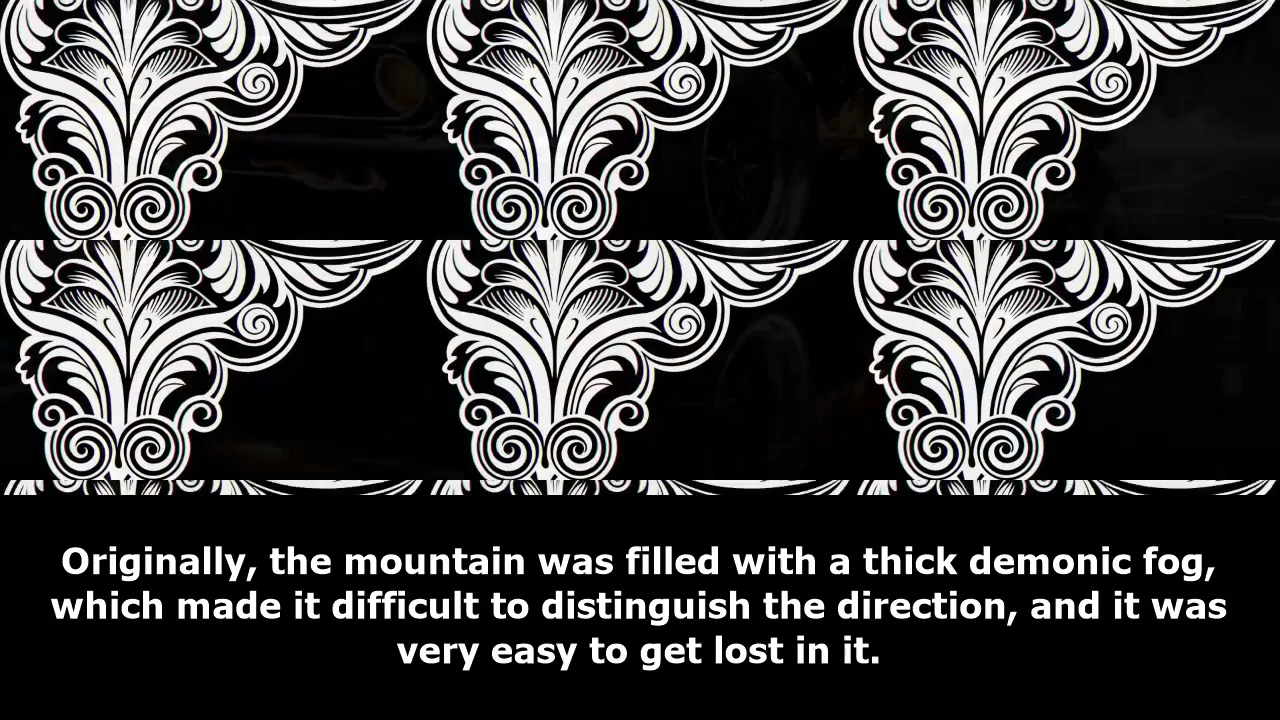 Originally, the mountain was filled with a thick demonic fog,
which made it difficult to distinguish the direction, and it was
very easy to get lost in it.